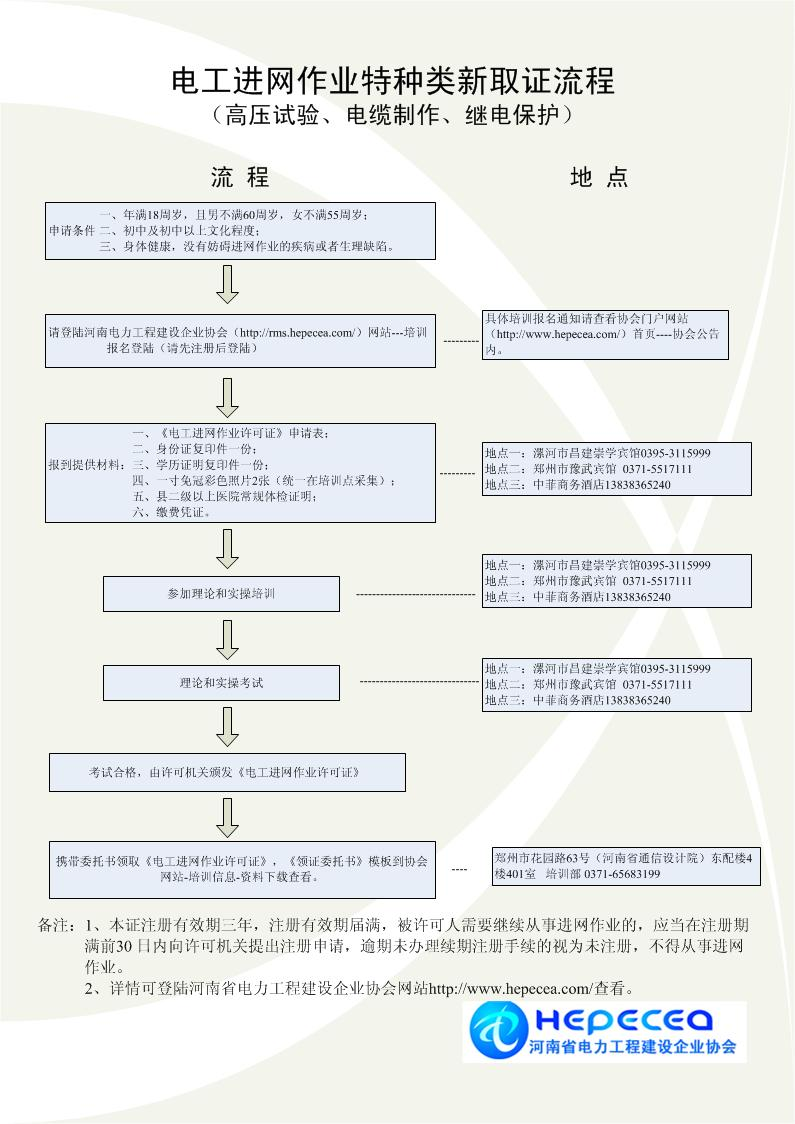 电工进网作业特种类新取证流程
（高压试验、电缆制作、继电保护）
流 程
地 点
一、年满18周岁，且男不满60周岁，女不满55周岁；
申请条件 二、初中及初中以上文化程度；
三、身体健康，没有妨碍进网作业的疾病或者生理缺陷。
请登陆河南电力工程建设企业协会（http://rms.hepecea.com/）网站---培训
报名登陆（请先注册后登陆）
具体培训报名通知请查看协会门户网站
（http://www.hepecea.com/）首页----协会公告
内。
一、《电工进网作业许可证》申请表；
二、身份证复印件一份；
报到提供材料：三、学历证明复印件一份；
四、一寸免冠彩色照片2张（统一在培训点采集）；
五、县二级以上医院常规体检证明；
六、缴费凭证。
地点一：漯河市昌建崇学宾馆0395-3115999
地点二：郑州市豫武宾馆 0371-5517111
地点三：中菲商务酒店13838365240
参加理论和实操培训
地点一：漯河市昌建崇学宾馆0395-3115999
地点二：郑州市豫武宾馆 0371-5517111
地点三：中菲商务酒店13838365240
理论和实操考试
地点一：漯河市昌建崇学宾馆0395-3115999
地点二：郑州市豫武宾馆 0371-5517111
地点三：中菲商务酒店13838365240
考试合格，由许可机关颁发《电工进网作业许可证》
携带委托书领取《电工进网作业许可证》，《领证委托书》模板到协会
网站-培训信息-资料下载查看。
郑州市花园路63号（河南省通信设计院）东配楼4
楼401室 培训部 0371-65683199
备注：1、本证注册有效期三年，注册有效期届满，被许可人需要继续从事进网作业的，应当在注册期
满前30 日内向许可机关提出注册申请，逾期未办理续期注册手续的视为未注册，不得从事进网
作业。
2、详情可登陆河南省电力工程建设企业协会网站http://www.hepecea.com/查看。
HEPECEA
河南省电力工程建设企业协会